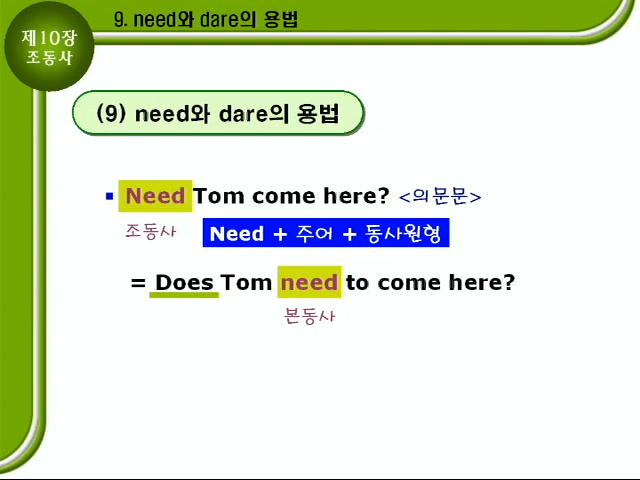 9. need와 dare의 용법
제10장
조동사
(9) need와 dare의 용법
Need Tom come here? <의문문>
조동사 Need + 주어 + 동사원형
= Does Tom need to come here?
본동사